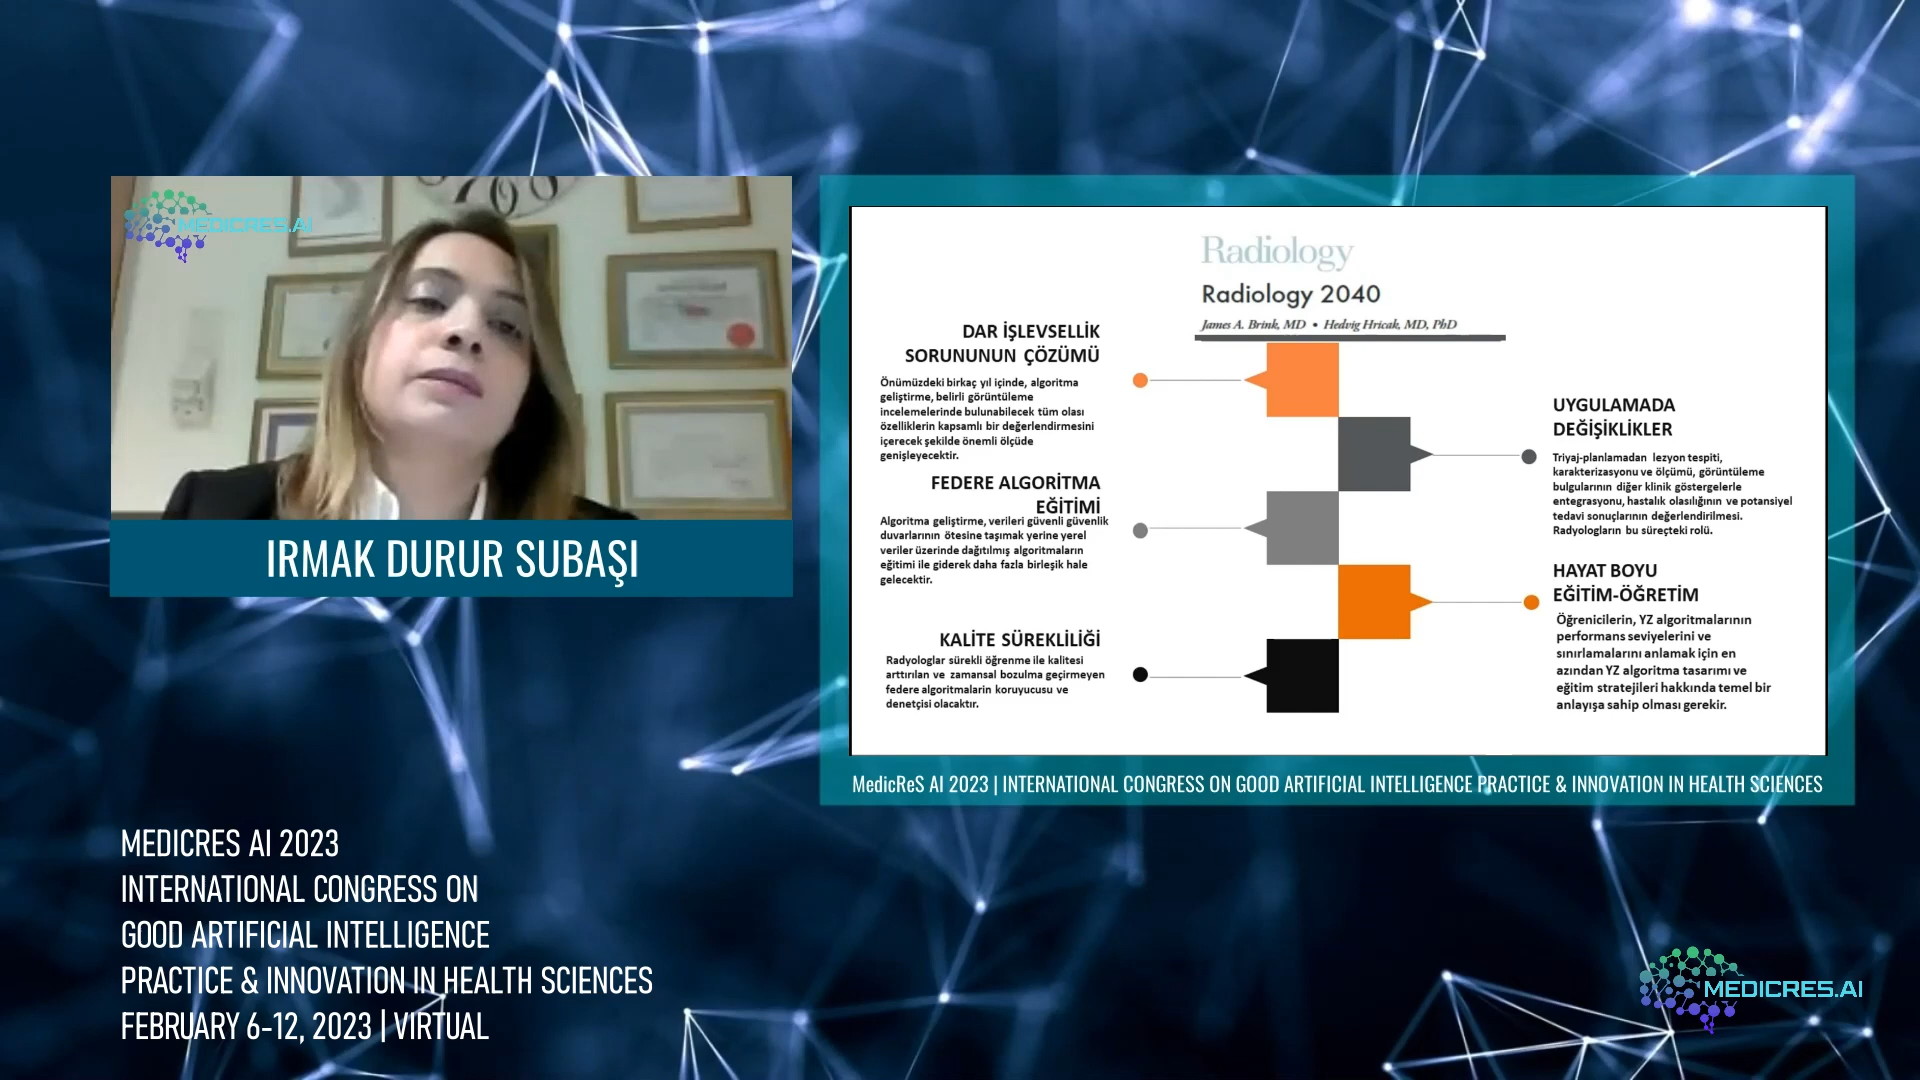 MEDICRES.AI
IRMAK DURUR SUBAŞI
Radiology
Radiology 2040
James A. Brink, MD • Hedvig Hricak, MD, PhD
DAR İŞLEVSELLİK
SORUNUNUN ÇÖZÜMÜ
Önümüzdeki birkaç yıl içinde, algoritma
geliştirme, belirli görüntüleme
incelemelerinde bulunabilecek tüm olası
özelliklerin kapsamlı bir değerlendirmesini
içerecek şekilde önemli ölçüde
genişleyecektir.
FEDERE ALGORİTMA
EĞİTİMİ
Algoritma geliştirme, verileri güvenli güvenlik
duvarlarının ötesine taşımak yerine yerel
veriler üzerinde dağıtılmış algoritmaların
eğitimi ile giderek daha fazla birleşik hale
gelecektir.
KALİTE SÜREKLİLİĞİ
Radyologlar sürekli öğrenme ile kalitesi
arttırılan ve zamansal bozulma geçirmeyen
federe algoritmalarin koruyucusu ve
denetçisi olacaktır.
UYGULAMADA
DEĞİŞİKLİKLER
Triyaj-planlamadan lezyon tespiti,
karakterizasyonu ve ölçümü, görüntüleme
bulgularının diğer klinik göstergelerle
entegrasyonu, hastalık olasılığının ve potansiyel
tedavi sonuçlarının değerlendirilmesi.
Radyologların bu süreçteki rolü.
HAYAT BOYU
EĞİTİM-ÖĞRETİM
Öğrenicilerin, YZ algoritmalarının
performans seviyelerini ve
sınırlamalarını anlamak için en
azından YZ algoritma tasarımı ve
eğitim stratejileri hakkında temel bir
anlayışa sahip olması gerekir.
MedicReS AI 2023 | INTERNATIONAL CONGRESS ON GOOD ARTIFICIAL INTELLIGENCE PRACTICE & INNOVATION IN HEALTH SCIENCES
MEDICRES AI 2023
INTERNATIONAL CONGRESS ON
GOOD ARTIFICIAL INTELLIGENCE
PRACTICE & INNOVATION IN HEALTH SCIENCES
FEBRUARY 6-12, 2023 | VIRTUAL
MEDICRES.AI